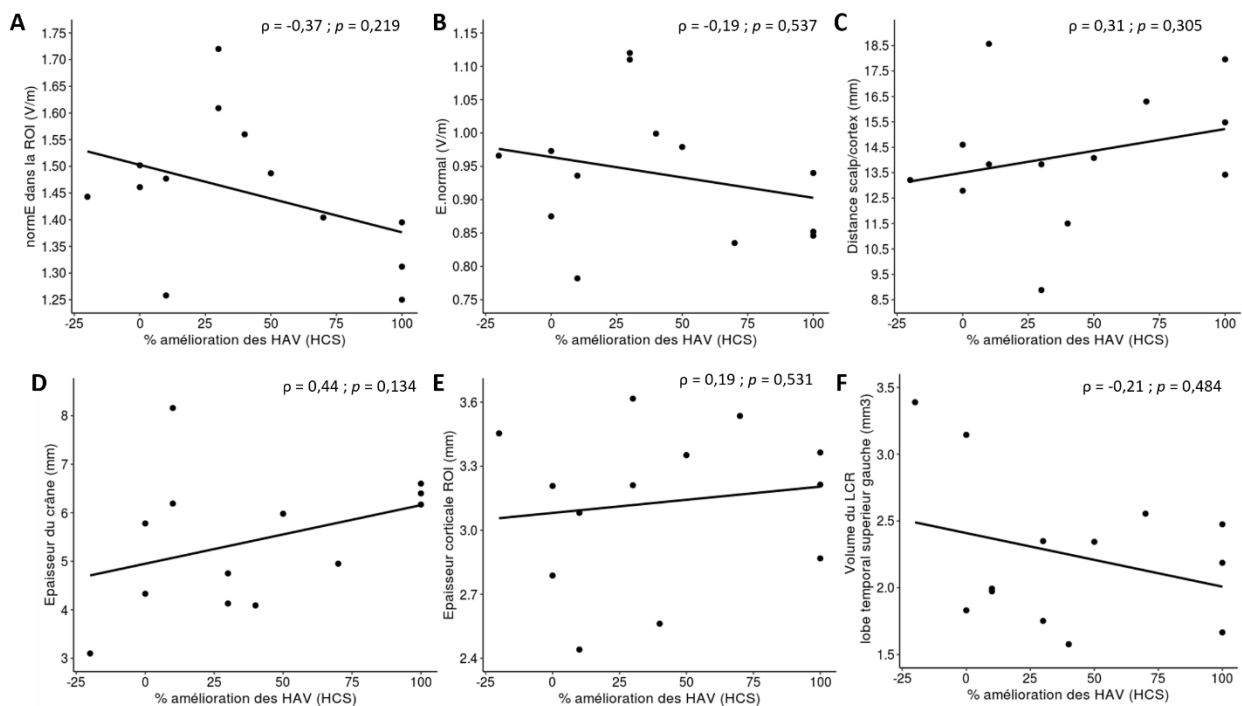 A
ρ = -0,37 ; p = 0,219
normE dans la ROI (V/m)
1.75
1.70
1.65
1.60
1.55
1.50
1.45
1.40
1.35
1.30
1.25
-25 0 25 50 75 100
% amélioration des HAV (HCS)
B
ρ = -0,19 ; p = 0,537
E.normal (V/m)
1.15
1.10
1.05
1.00
0.95
0.90
0.85
0.80
0.75
-25 0 25 50 75 100
% amélioration des HAV (HCS)
C
ρ = 0,31 ; p = 0,305
Distance scalp/cortex (mm)
18.5
17.5
16.5
15.5
14.5
13.5
12.5
11.5
10.5
9.5
8.5
-25 0 25 50 75 100
% amélioration des HAV (HCS)
D
ρ = 0,44 ; p = 0,134
Epaisseur du crâne (mm)
8
7
6
5
4
3
-25 0 25 50 75 100
% amélioration des HAV (HCS)
E
ρ = 0,19 ; p = 0,531
Epaisseur corticale ROI (mm)
3.6
3.3
3.0
2.7
2.4
-25 0 25 50 75 100
% amélioration des HAV (HCS)
F
ρ = -0,21 ; p = 0,484
Volume du LCR
lobe temporal superieur gauche (mm3)
3.5
3.0
2.5
2.0
1.5
-25 0 25 50 75 100
% amélioration des HAV (HCS)